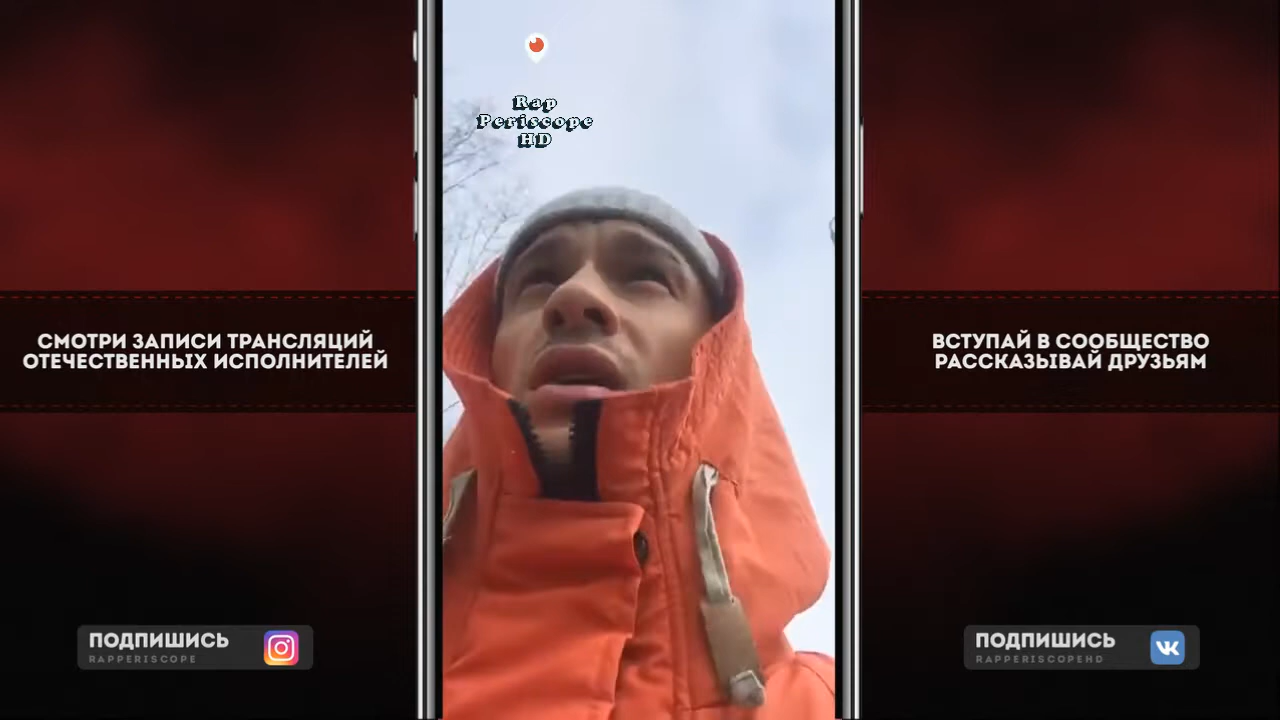 Rap
Periscope
HD
СМОТРИ ЗАПИСИ ТРАНСЛЯЦИЙ
ОТЕЧЕСТВЕННЫХ ИСПОЛНИТЕЛЕЙ
ВСТУПАЙ В СООБЩЕСТВО
РАССКАЗЫВАЙ ДРУЗЬЯМ
ПОДПИШИСЬ
RAPPERISCOPE
ПОДПИШИСЬ
RAPPERISCOPEHD